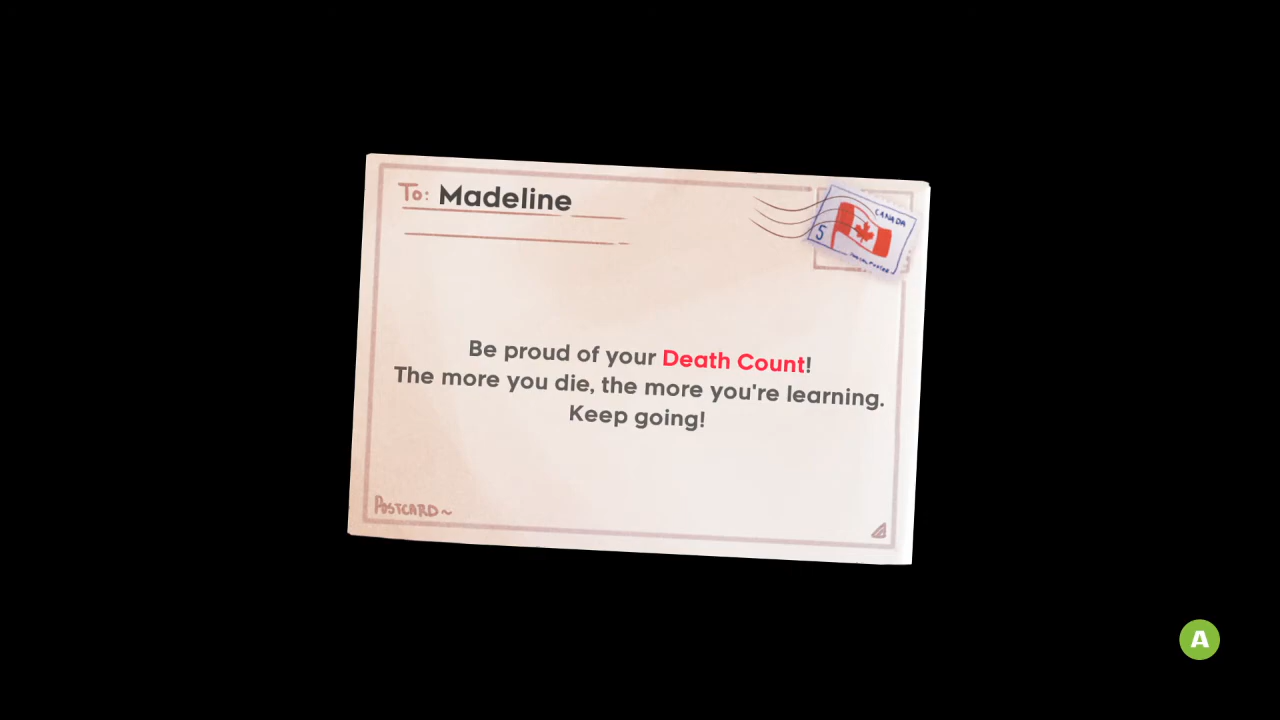 To: Madeline
CANADA
5
Be proud of your Death Count!
The more you die, the more you're learning.
Keep going!
POSTCARD~
A